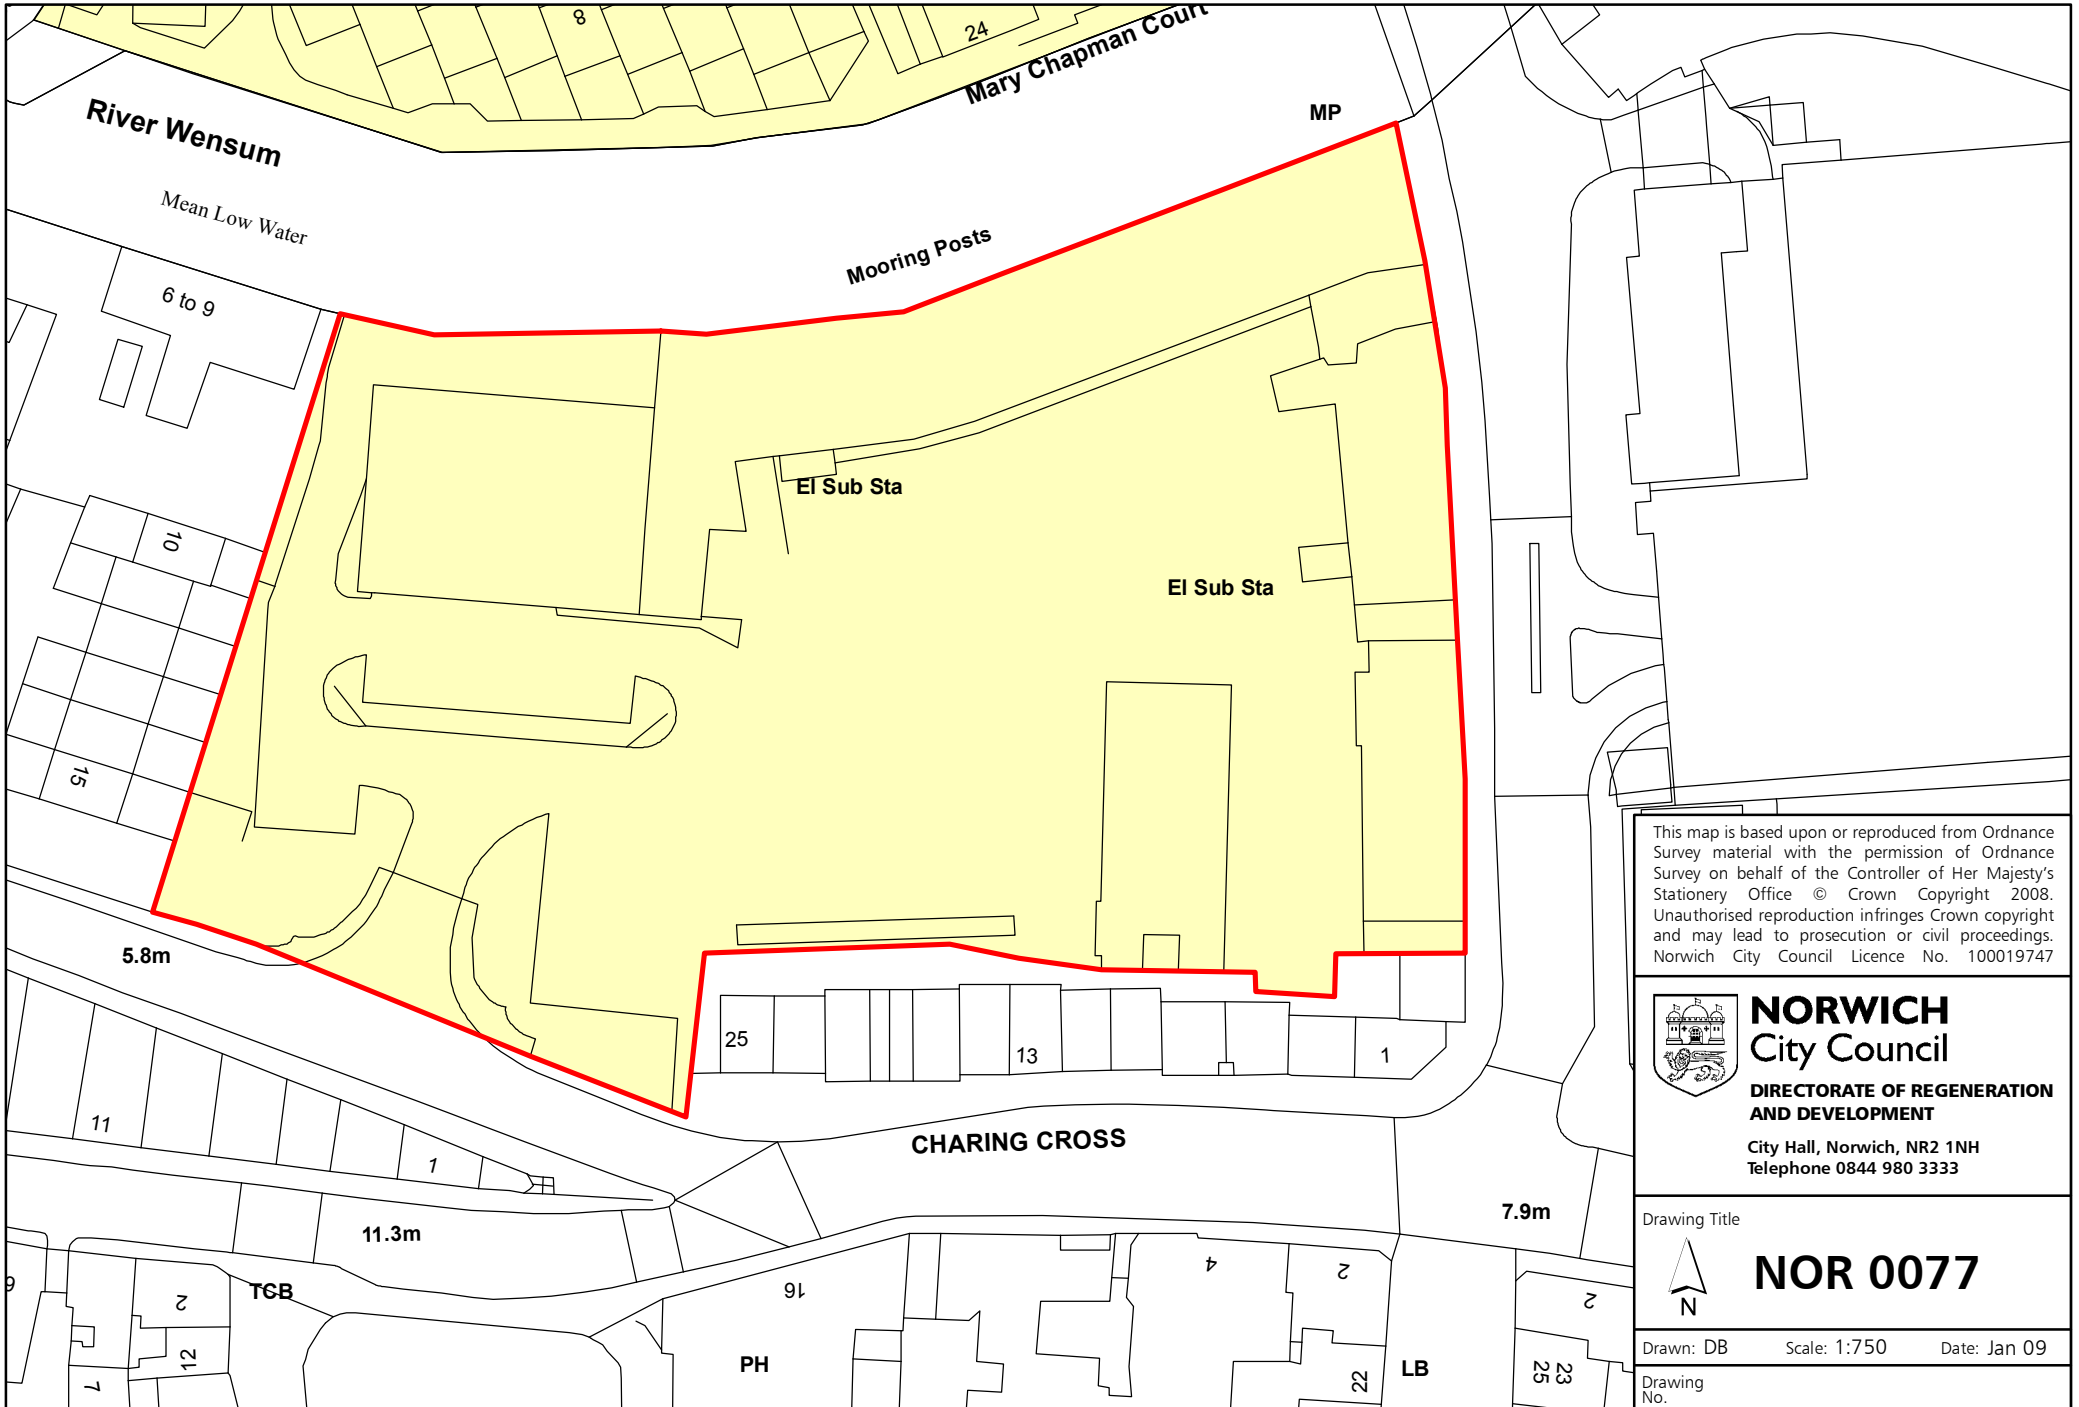 8
24
Mary Chapman Court
River Wensum
MP
Mean Low Water
Mooring Posts
6 to 9
El Sub Sta
10
El Sub Sta
15
5.8m
25
13
1
11
1
CHARING CROSS
11.3m
7.9m
TCB
2
12
7
16
PH
4
2
22
LB
2
23
25
This map is based upon or reproduced from Ordnance
Survey material with the permission of Ordnance
Survey on behalf of the Controller of Her Majesty's
Stationery Office © Crown Copyright 2008.
Unauthorised reproduction infringes Crown copyright
and may lead to prosecution or civil proceedings.
Norwich City Council Licence No. 100019747
NORWICH
City Council
DIRECTORATE OF REGENERATION
AND DEVELOPMENT
City Hall, Norwich, NR2 1NH
Telephone 0844 980 3333
Drawing Title
N
NOR 0077
Drawn: DB Scale: 1:750 Date: Jan 09
Drawing
No.